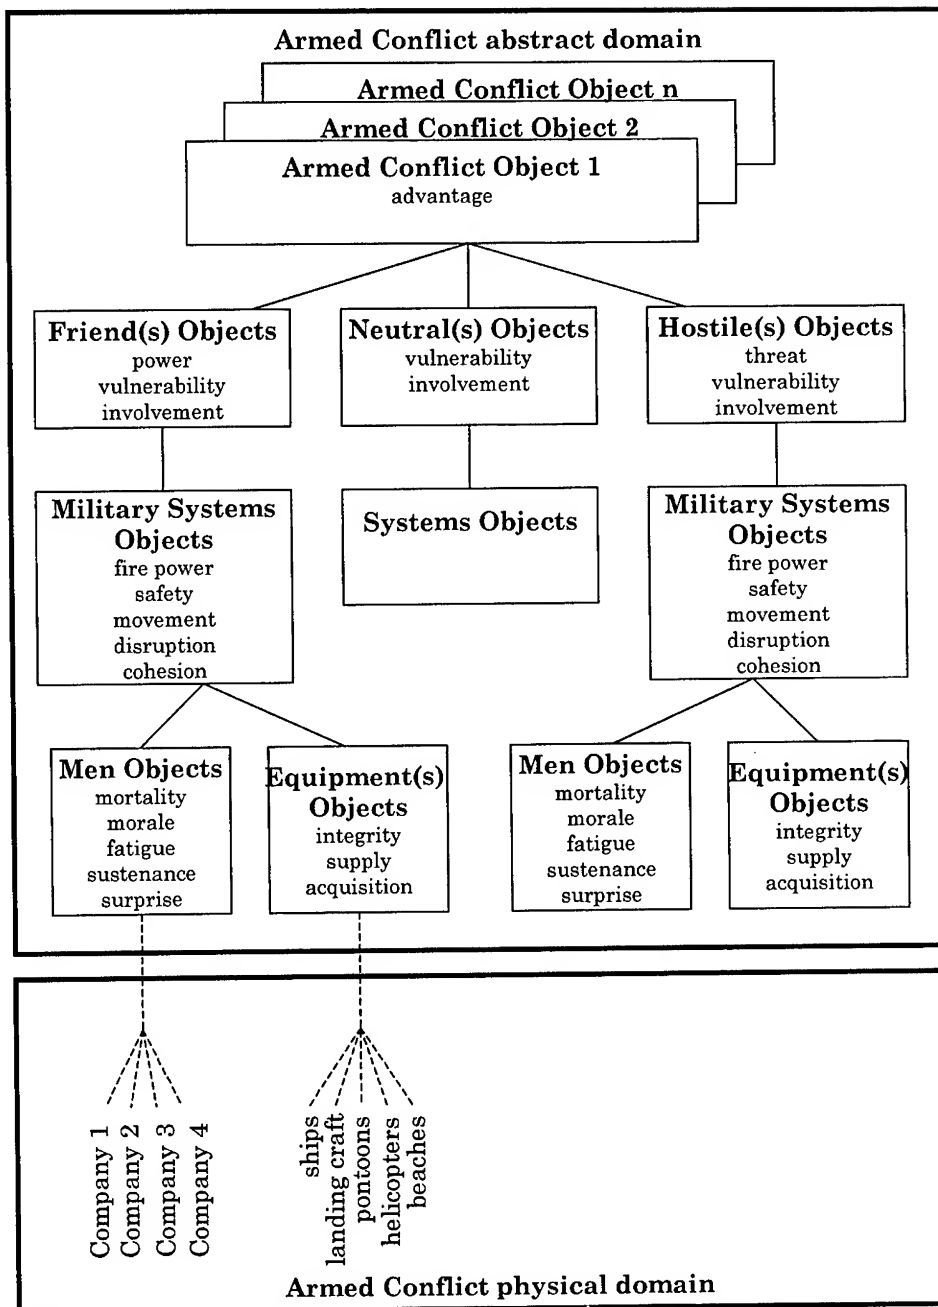 Armed Conflict abstract domain
Armed Conflict Object n
Armed Conflict Object 2
Armed Conflict Object 1
advantage
Friend(s) Objects
power
vulnerability
involvement
Neutral(s) Objects
vulnerability
involvement
Hostile(s) Objects
threat
vulnerability
involvement
Military Systems
Objects
fire power
safety
movement
disruption
cohesion
Systems Objects
Military Systems
Objects
fire power
safety
movement
disruption
cohesion
Men Objects
mortality
morale
fatigue
sustenance
surprise
Equipment(s)
Objects
integrity
supply
acquisition
Men Objects
mortality
morale
fatigue
sustenance
surprise
Equipment(s)
Objects
integrity
supply
acquisition
Company 1
Company 2
Company 3
Company 4
ships
landing craft
pontoons
helicopters
beaches
Armed Conflict physical domain